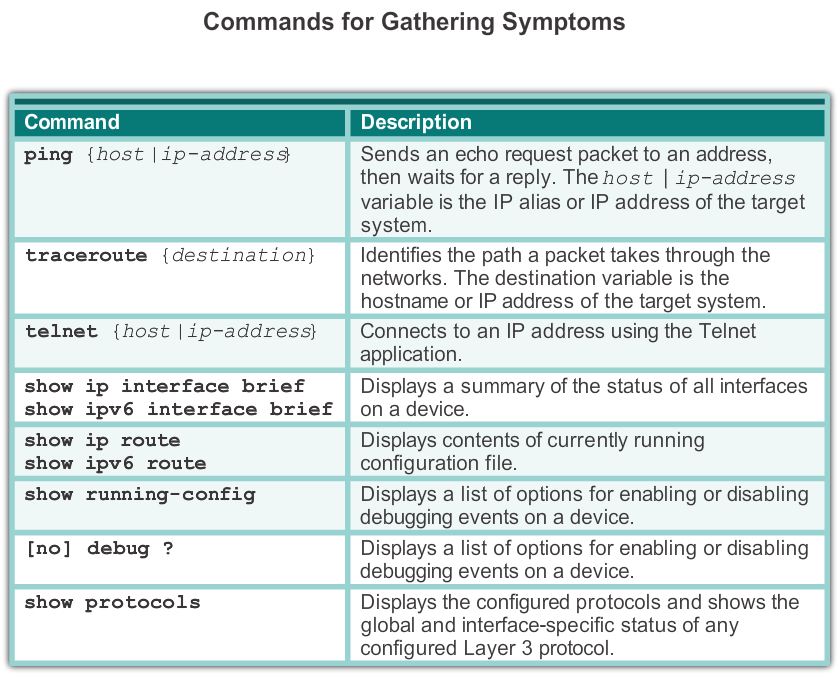 Commands for Gathering Symptoms
Command
Description
ping {host | ip-address}
Sends an echo request packet to an address,
then waits for a reply. The host | ip-address
variable is the IP alias or IP address of the target
system.
traceroute {destination}
Identifies the path a packet takes through the
networks. The destination variable is the
hostname or IP address of the target system.
telnet {host | ip-address}
Connects to an IP address using the Telnet
application.
show ip interface brief
show ipv6 interface brief
Displays a summary of the status of all interfaces
on a device.
show ip route
show ipv6 route
Displays contents of currently running
configuration file.
show running-config
Displays a list of options for enabling or disabling
debugging events on a device.
[no] debug ?
Displays a list of options for enabling or disabling
debugging events on a device.
show protocols
Displays the configured protocols and shows the
global and interface-specific status of any
configured Layer 3 protocol.